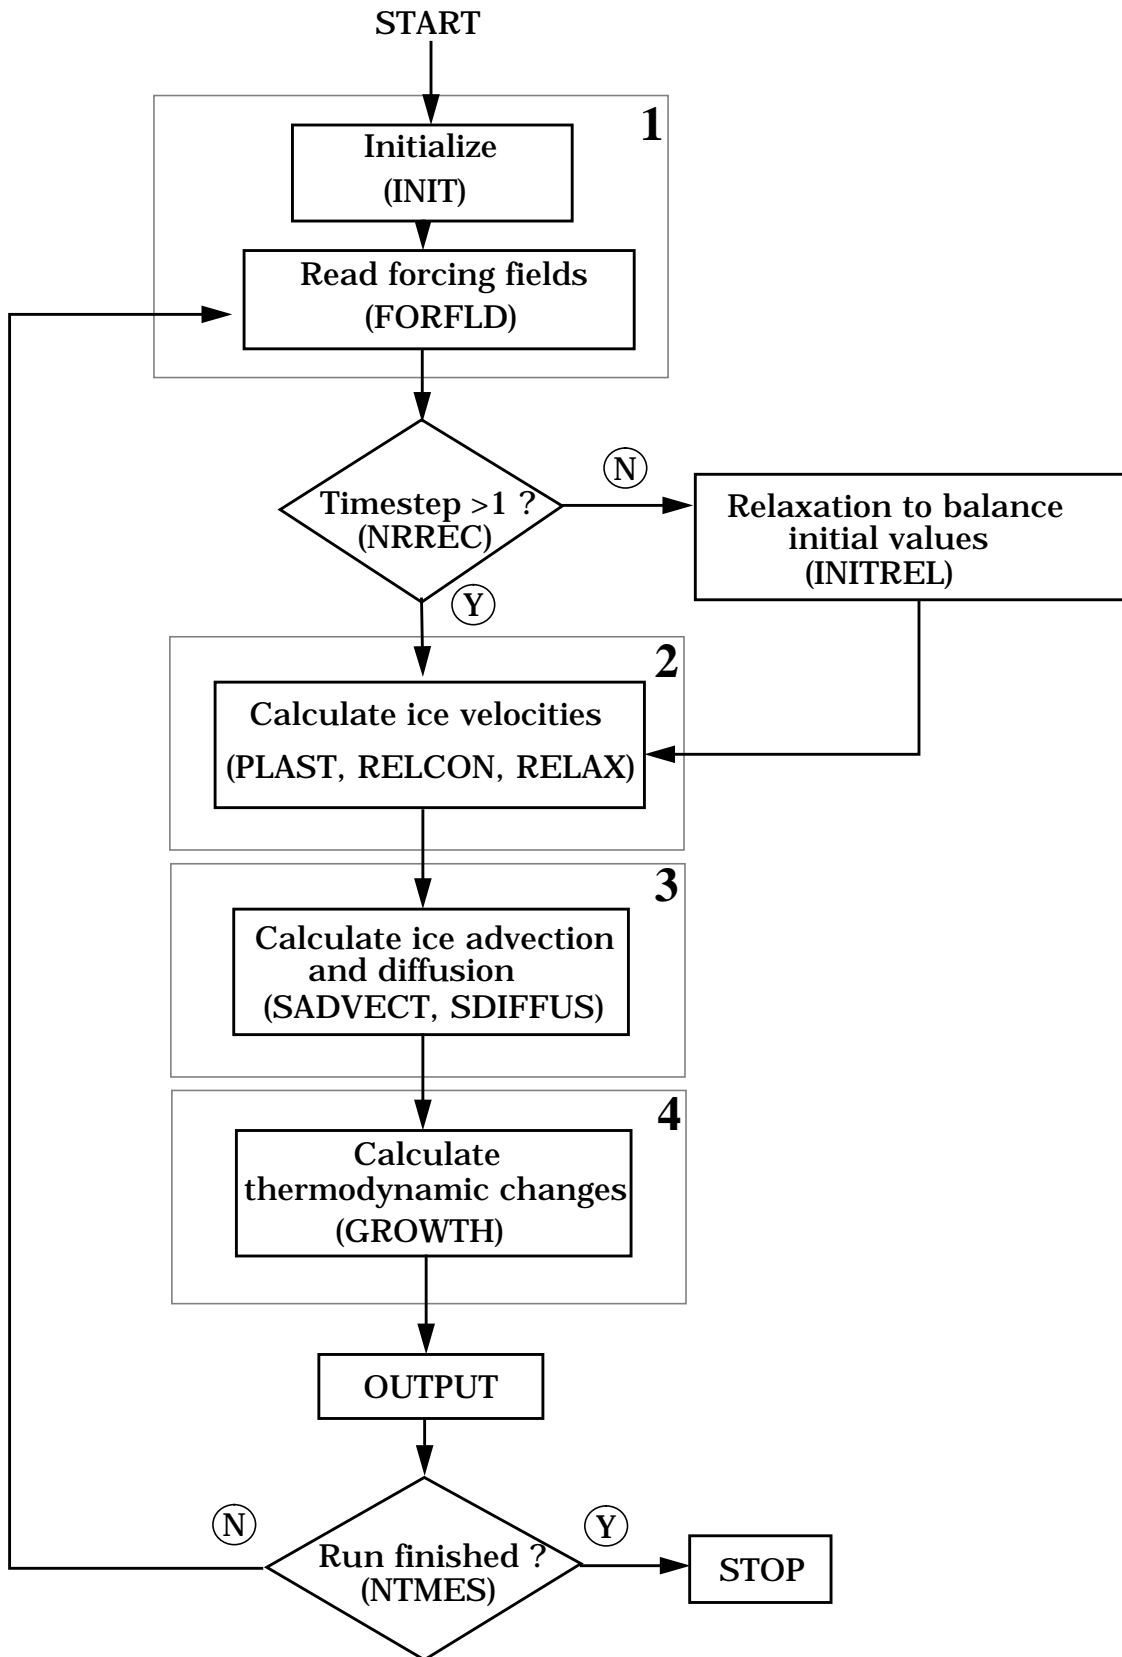 START
1
Initialize
(INIT)
Read forcing fields
(FORFLD)
Timestep >1 ?
(NRREC)
N
Relaxation to balance
initial values
(INITREL)
Y
2
Calculate ice velocities
(PLAST, RELCON, RELAX)
3
Calculate ice advection
and diffusion
(SADVECT, SDIFFUS)
4
Calculate
thermodynamic changes
(GROWTH)
OUTPUT
N
Run finished ?
(NTMES)
Y
STOP